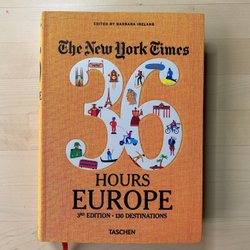 EDITED BY BARBARA IRELAND
The New York Times
36
HOURS
EUROPE
3RD EDITION • 130 DESTINATIONS
TASCHEN